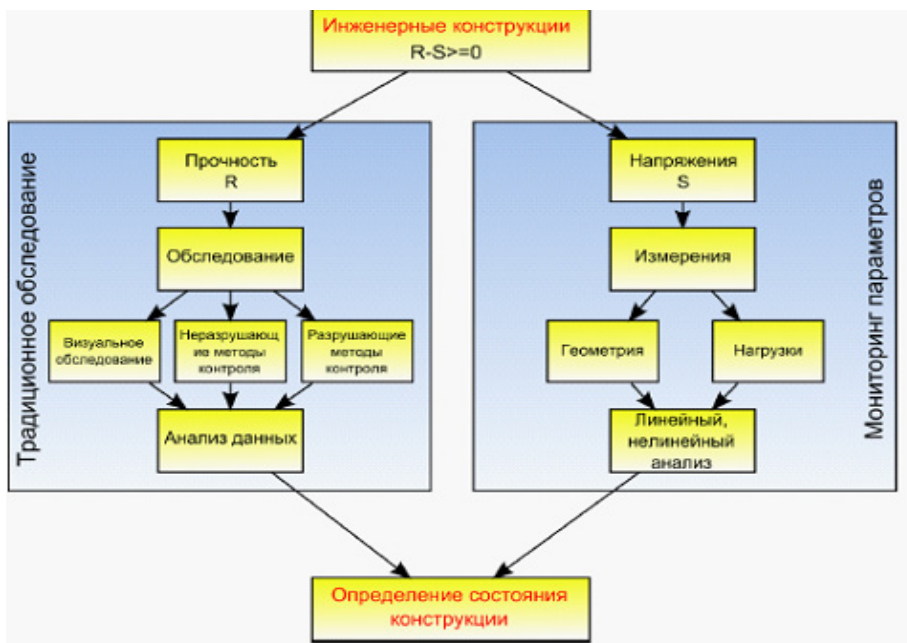 Инженерные конструкции
R-S>=0
Традиционное обследование
Прочность
R
Обследование
Визуальное
обследование
Неразрушающ
ие методы
контроля
Разрушающие
методы
контроля
Анализ данных
Напряжения
S
Измерения
Геометрия
Нагрузки
Линейный,
нелинейный
анализ
Мониторинг параметров
Определение состояния
конструкции